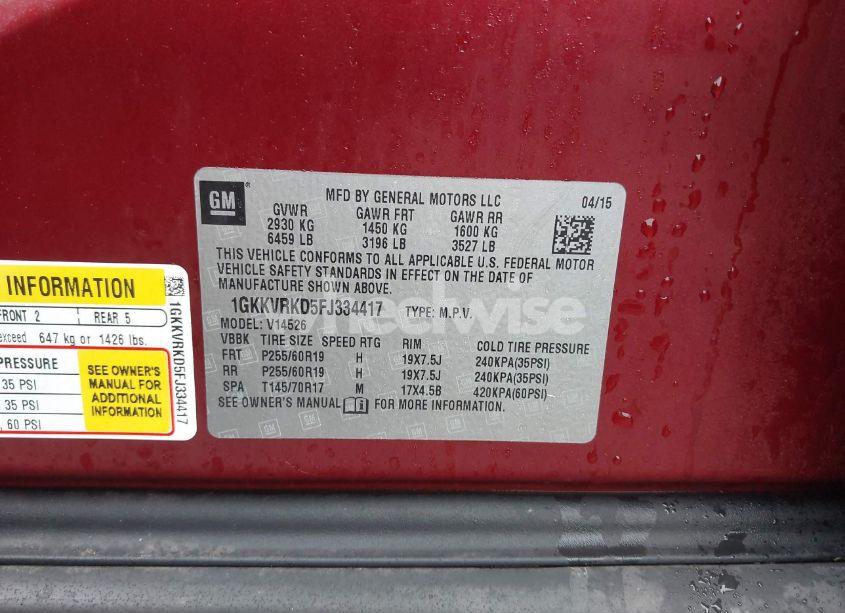 GM
MFD BY GENERAL MOTORS LLC 04/15
GVWR GAWR FRT GAWR RR
2930 KG 1450 KG 1600 KG
6459 LB 3196 LB 3527 LB
THIS VEHICLE CONFORMS TO ALL APPLICABLE U.S. FEDERAL MOTOR
VEHICLE SAFETY STANDARDS IN EFFECT ON THE DATE OF
MANUFACTURE SHOWN ABOVE.
1GKKVRKD5FJ334417 TYPE: M.P.V.
MODEL: V14526
VBBK TIRE SIZE SPEED RTG RIM COLD TIRE PRESSURE
FRT P255/60R19 H 19X7.5J 240KPA(35PSI)
RR P255/60R19 H 19X7.5J 240KPA(35PSI)
SPA T145/70R17 M 17X4.5B 420KPA(60PSI)
SEE OWNER'S MANUAL FOR MORE INFORMATION
INFORMATION
FRONT 2 REAR 5
exceed 647 kg or 1426 lbs.
PRESSURE
35 PSI
35 PSI
, 60 PSI
SEE OWNER'S
MANUAL FOR
ADDITIONAL
INFORMATION
1GKKVRKD5FJ334417